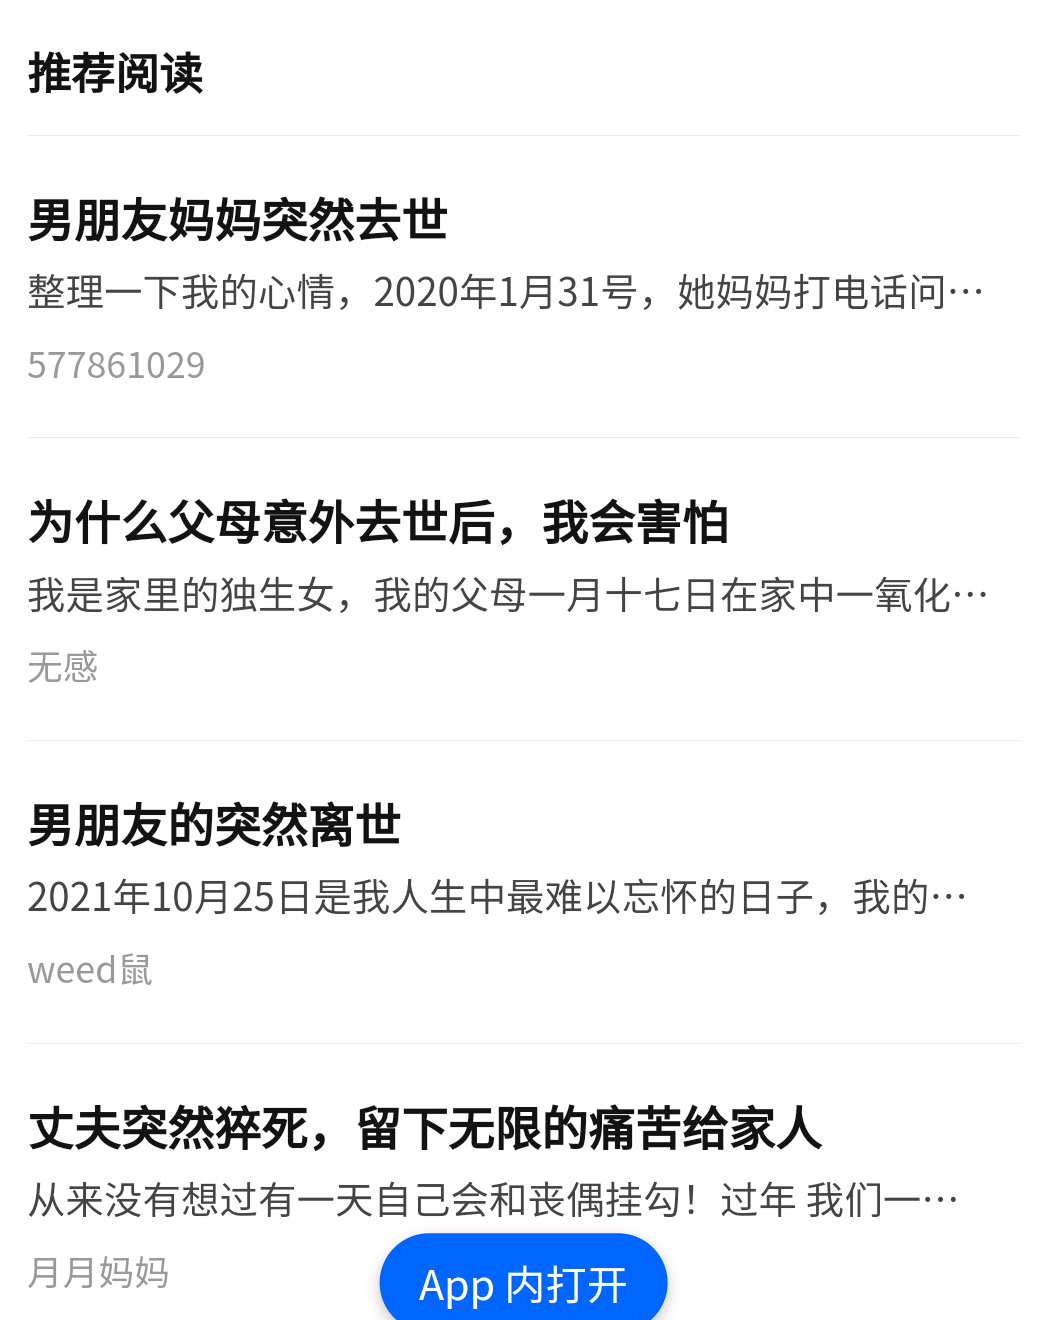 推荐阅读
男朋友妈妈突然去世
整理一下我的心情，2020年1月31号，她妈妈打电话问…
577861029
为什么父母意外去世后，我会害怕
我是家里的独生女，我的父母一月十七日在家中一氧化…
无感
男朋友的突然离世
2021年10月25日是我人生中最难以忘怀的日子，我的…
weed鼠
丈夫突然猝死，留下无限的痛苦给家人
从来没有想过有一天自己会和丧偶挂勾！过年 我们一…
月月妈妈
App 内打开